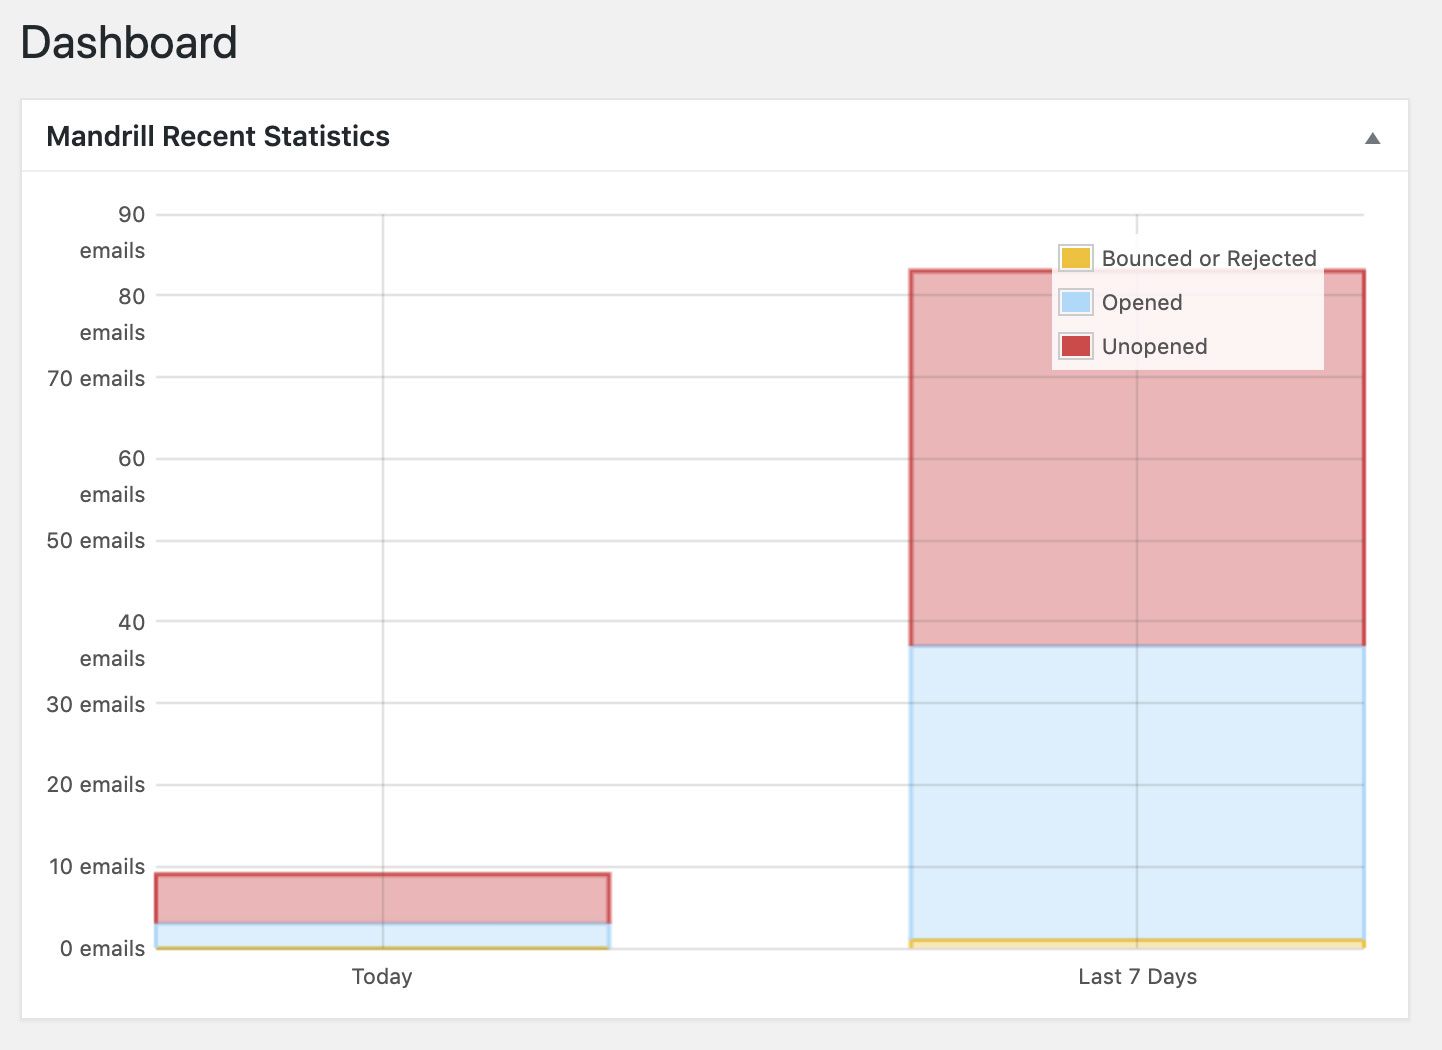 Dashboard
Mandrill Recent Statistics
90
emails
80
emails
70 emails
60
emails
50 emails
40
emails
30 emails
20 emails
10 emails
0 emails
Bounced or Rejected
Opened
Unopened
Today
Last 7 Days